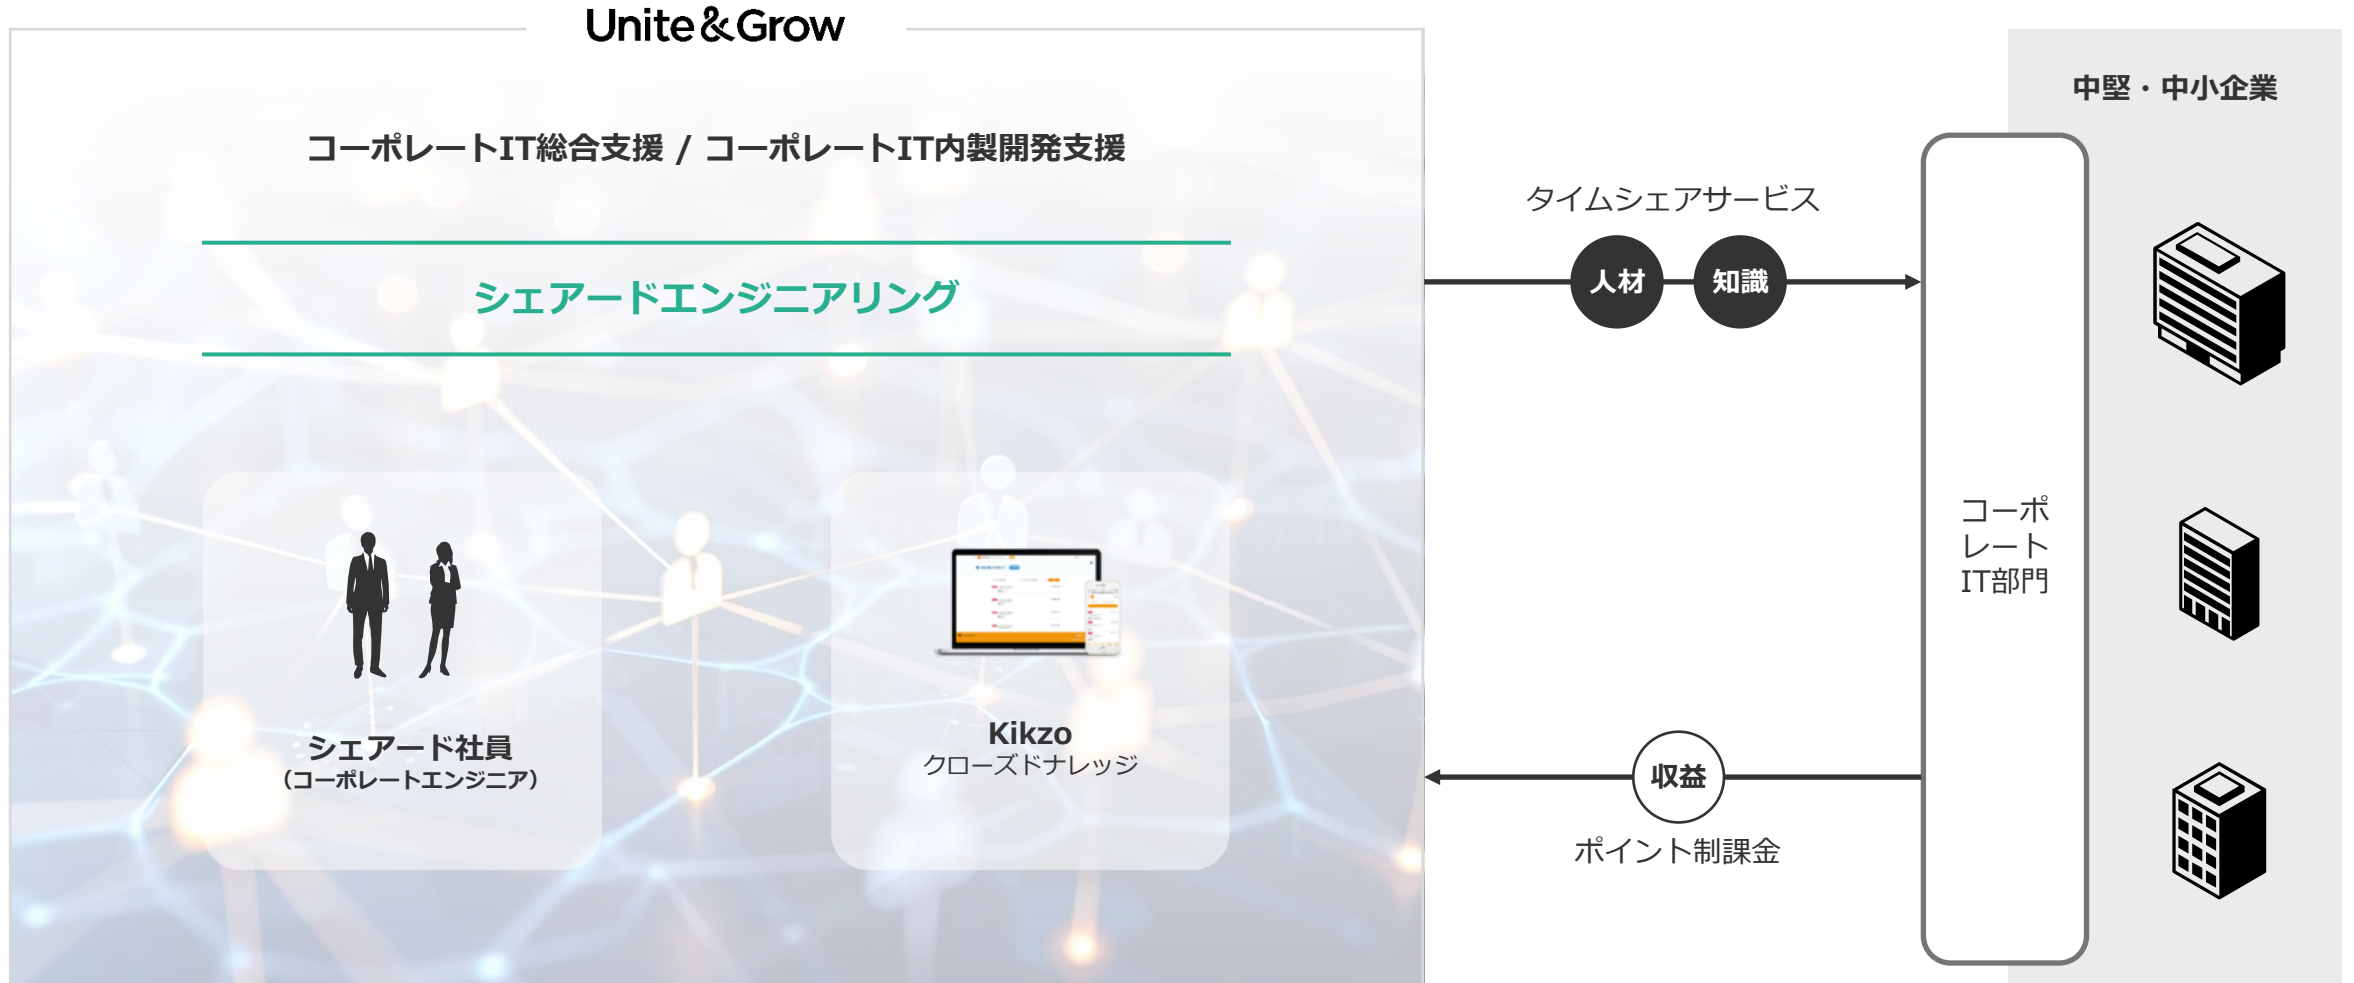 Unite&Grow
コーポレートIT総合支援 / コーポレートIT内製開発支援
シェアードエンジニアリング
シェアード社員
（コーポレートエンジニア）
Kikzo
クローズドナレッジ
タイムシェアサービス
人材
知識
収益
ポイント制課金
中堅・中小企業
コーポ
レート
IT部門